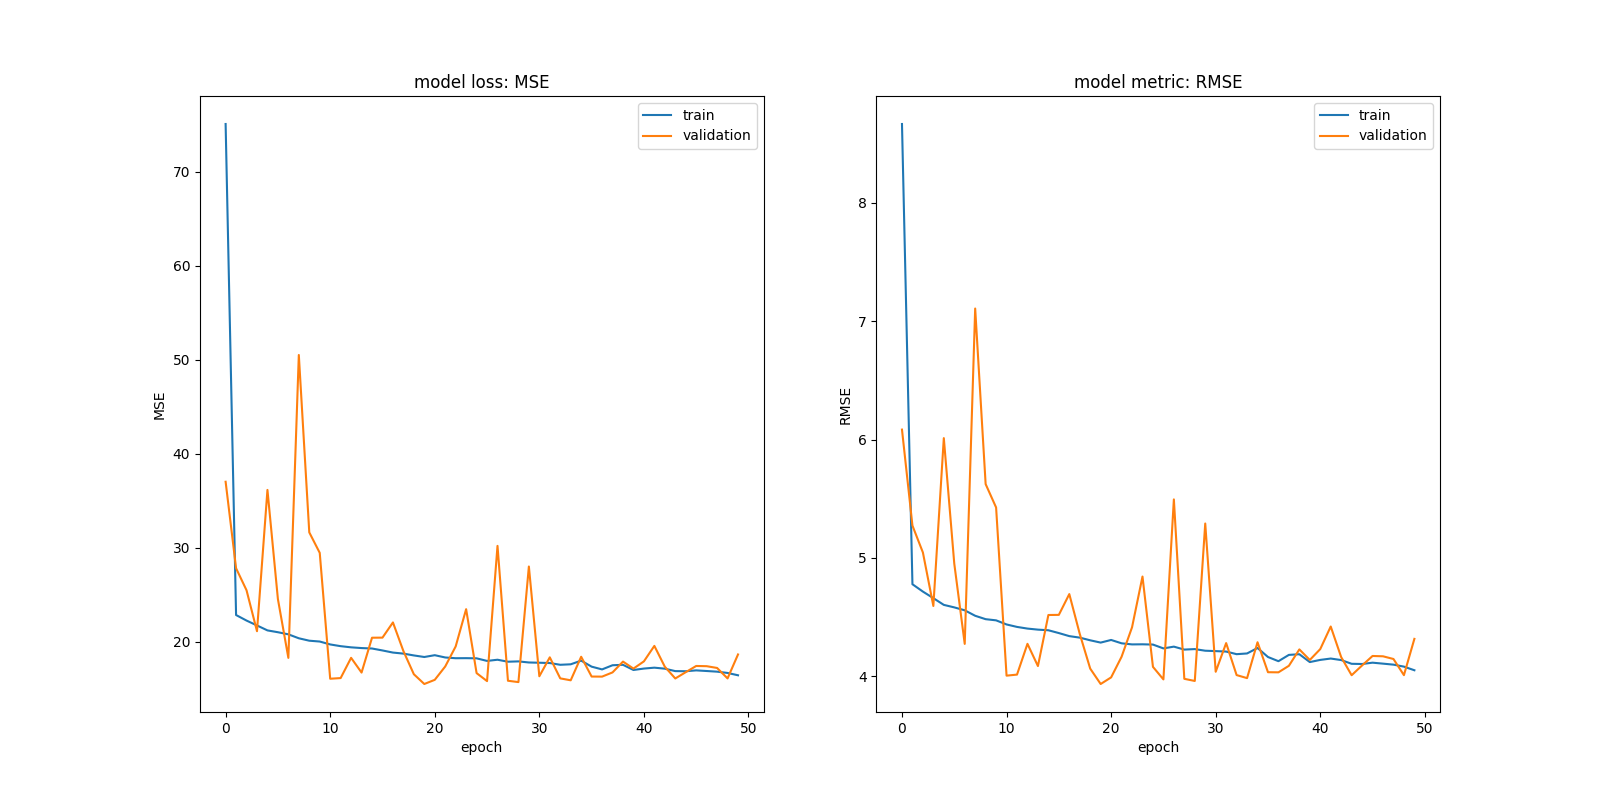 model loss: MSE
train
validation
70
60
50
40
30
20
MSE
0 10 20 30 40 50
epoch
model metric: RMSE
train
validation
8
7
6
5
4
RMSE
0 10 20 30 40 50
epoch